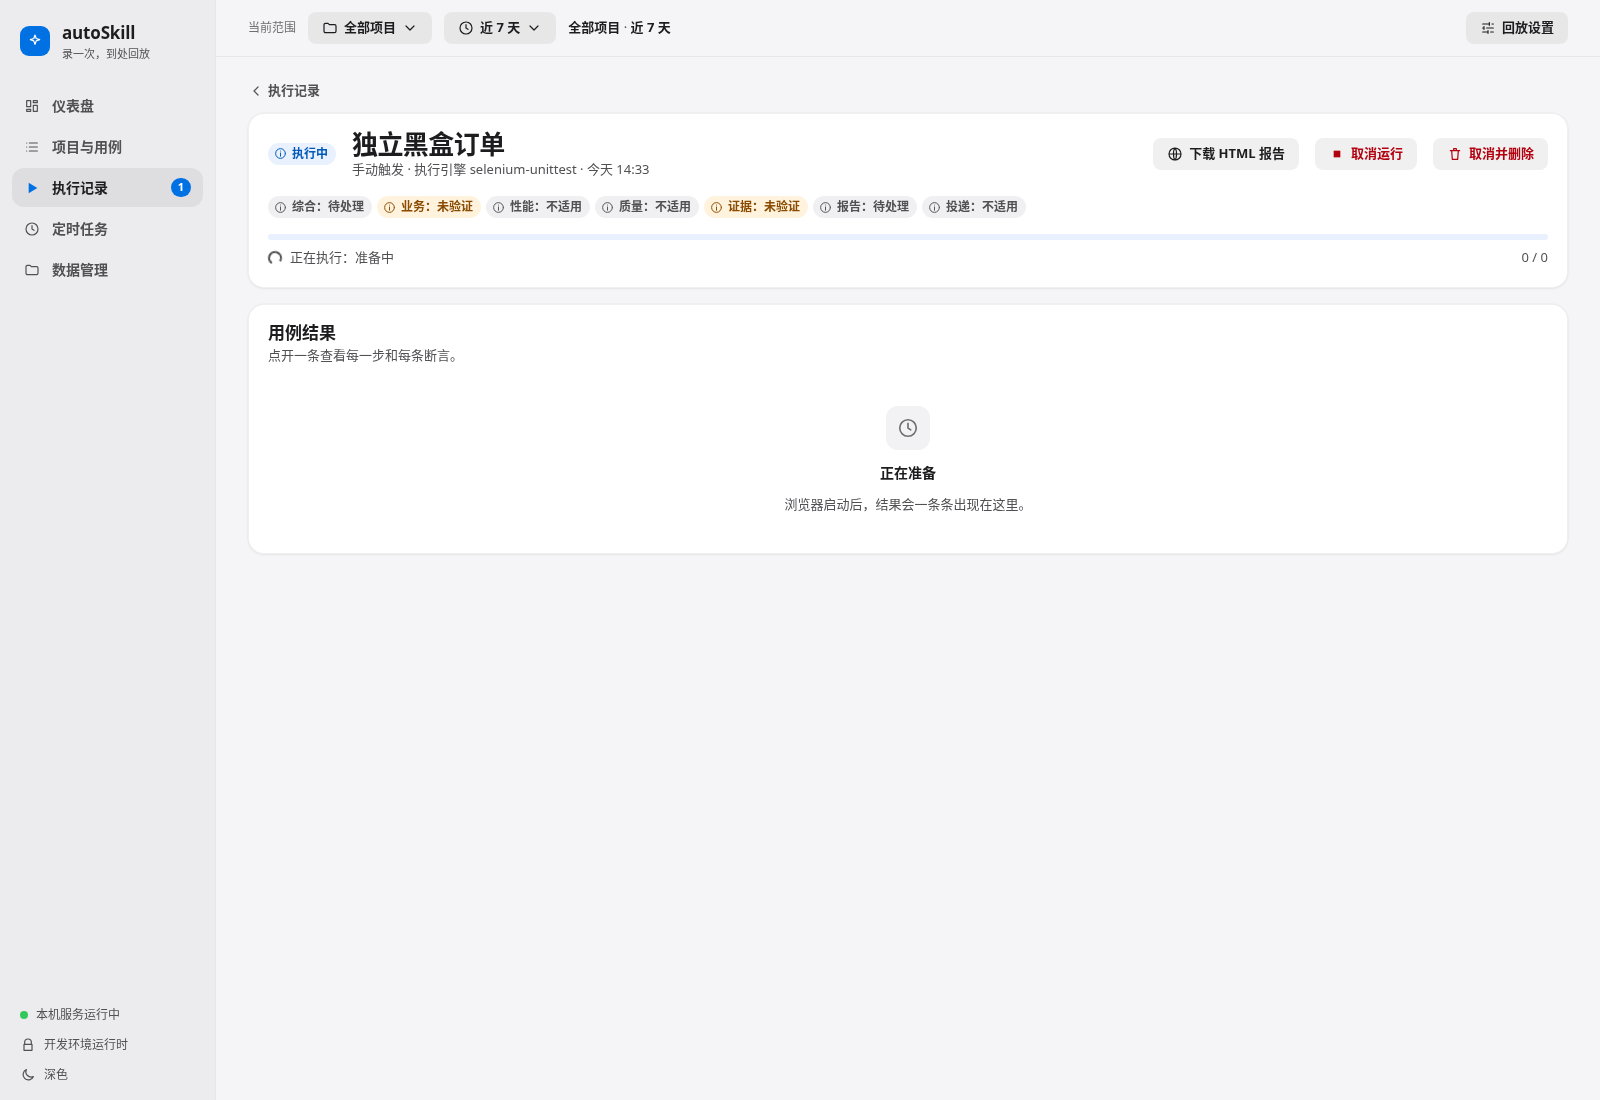 autoSkill
录一次，到处回放
仪表盘
项目与用例
执行记录 1
定时任务
数据管理
本机服务运行中
开发环境运行时
深色
当前范围 全部项目 近 7 天 全部项目 · 近 7 天 回放设置
执行记录
执行中 独立黑盒订单
手动触发 · 执行引擎 selenium-unittest · 今天 14:33
下载 HTML 报告 取消运行 取消并删除
综合：待处理 业务：未验证 性能：不适用 质量：不适用 证据：未验证 报告：待处理 投递：不适用
正在执行：准备中 0 / 0
用例结果
点开一条查看每一步和每条断言。
正在准备
浏览器启动后，结果会一条条出现在这里。